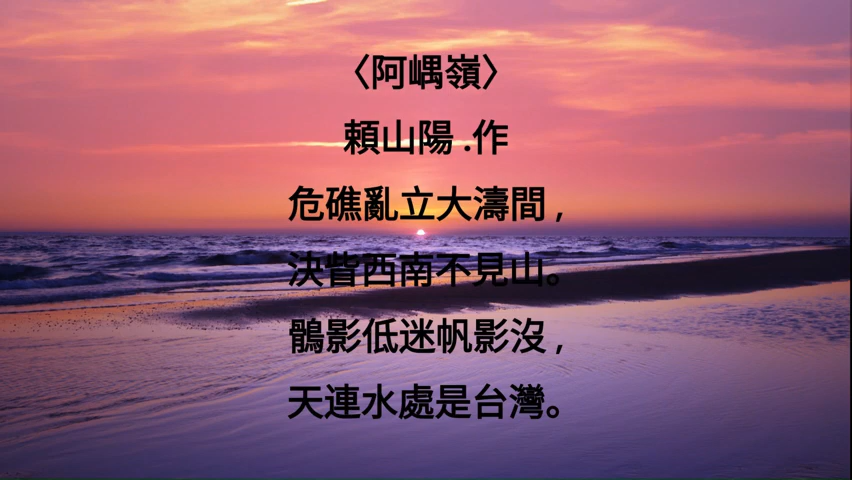 〈阿嵎嶺〉
頼山陽 .作
危礁亂立大濤間 ,
決眥西南不見山。
鶻影低迷帆影沒 ,
天連水處是台灣。